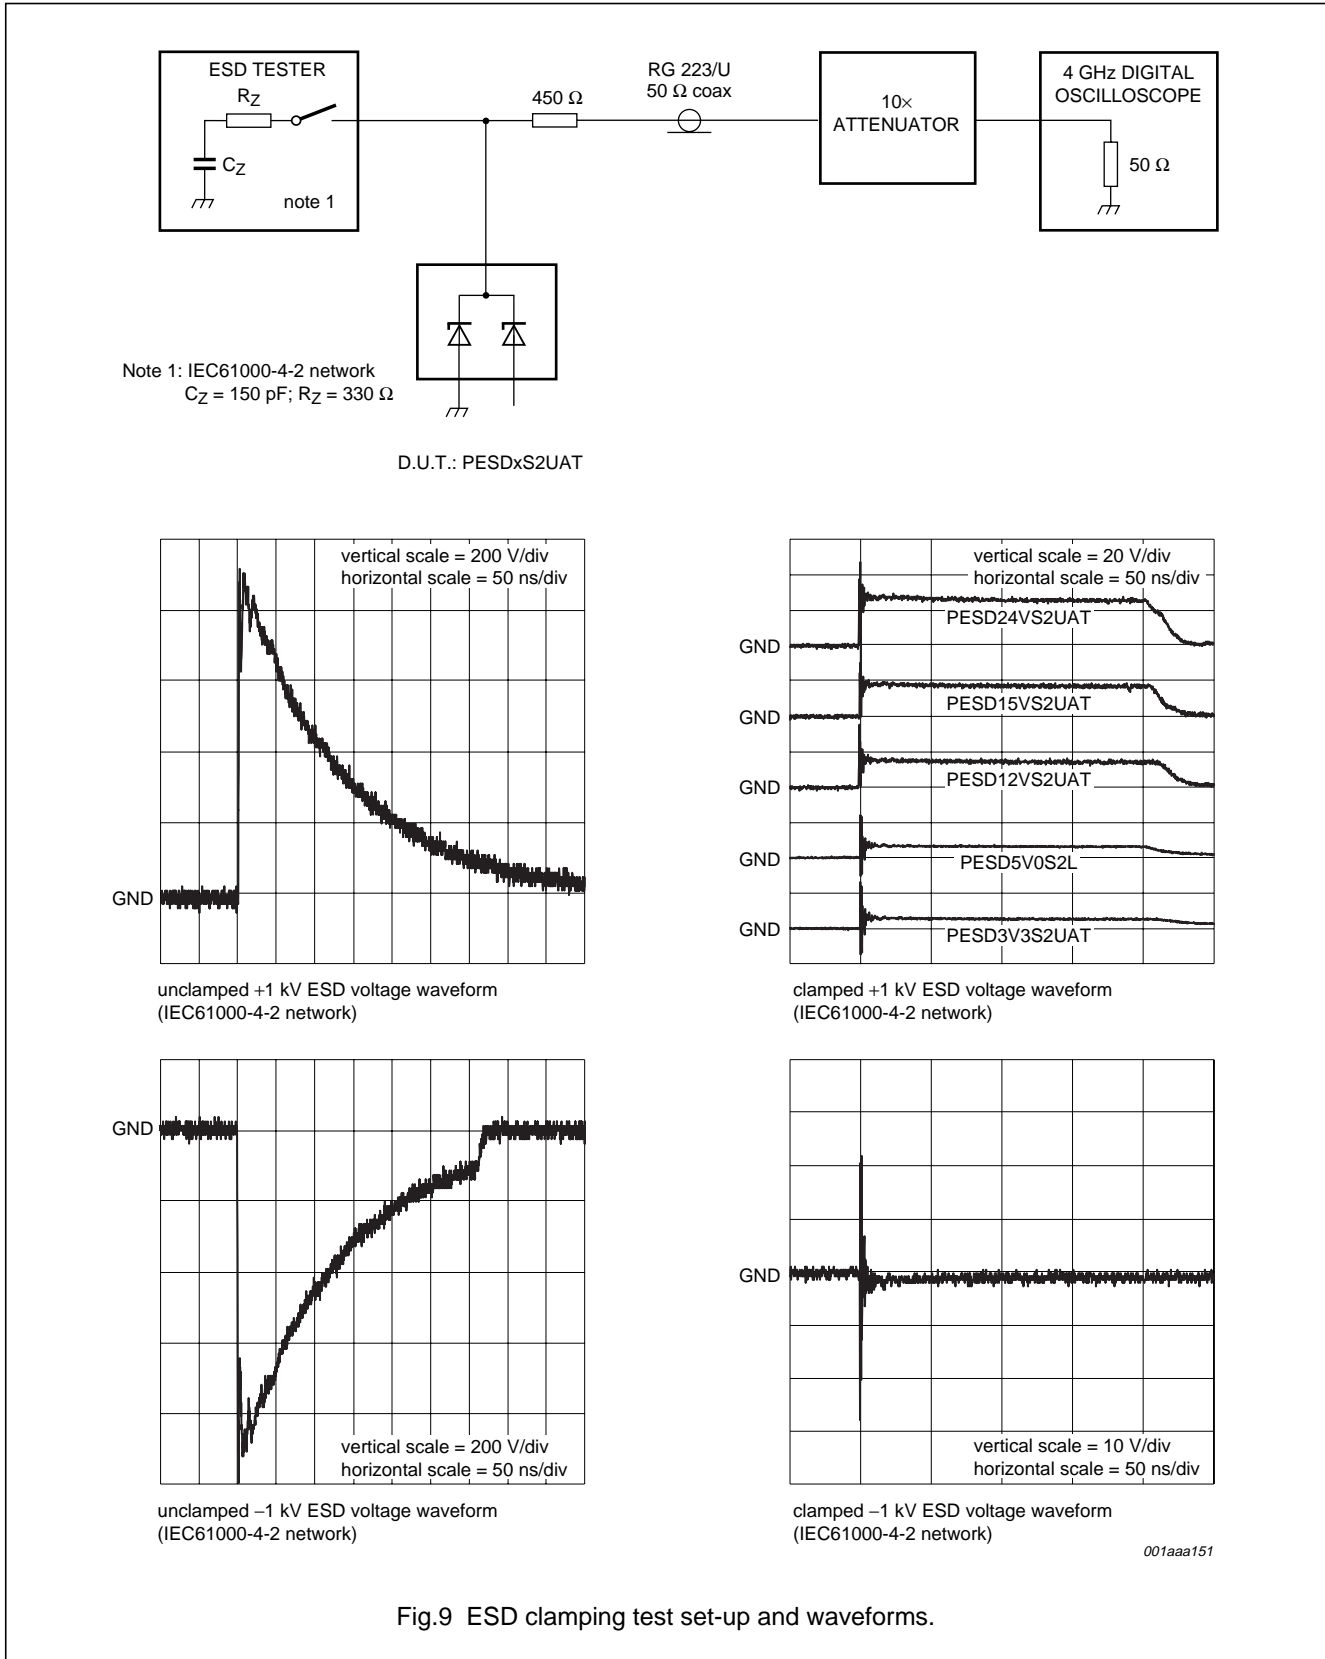 ESD TESTER
RZ
CZ
note 1
450 Ω
RG 223/U
50 Ω coax
10×
ATTENUATOR
4 GHz DIGITAL
OSCILLOSCOPE
50 Ω
Note 1: IEC61000-4-2 network
CZ = 150 pF; RZ = 330 Ω
D.U.T.: PESDxS2UAT
vertical scale = 200 V/div
horizontal scale = 50 ns/div
GND
unclamped +1 kV ESD voltage waveform
(IEC61000-4-2 network)
vertical scale = 20 V/div
horizontal scale = 50 ns/div
GND
PESD24VS2UAT
GND
PESD15VS2UAT
GND
PESD12VS2UAT
GND
PESD5V0S2L
GND
PESD3V3S2UAT
clamped +1 kV ESD voltage waveform
(IEC61000-4-2 network)
GND
vertical scale = 200 V/div
horizontal scale = 50 ns/div
unclamped −1 kV ESD voltage waveform
(IEC61000-4-2 network)
GND
vertical scale = 10 V/div
horizontal scale = 50 ns/div
clamped −1 kV ESD voltage waveform
(IEC61000-4-2 network)
001aaa151
Fig.9 ESD clamping test set-up and waveforms.